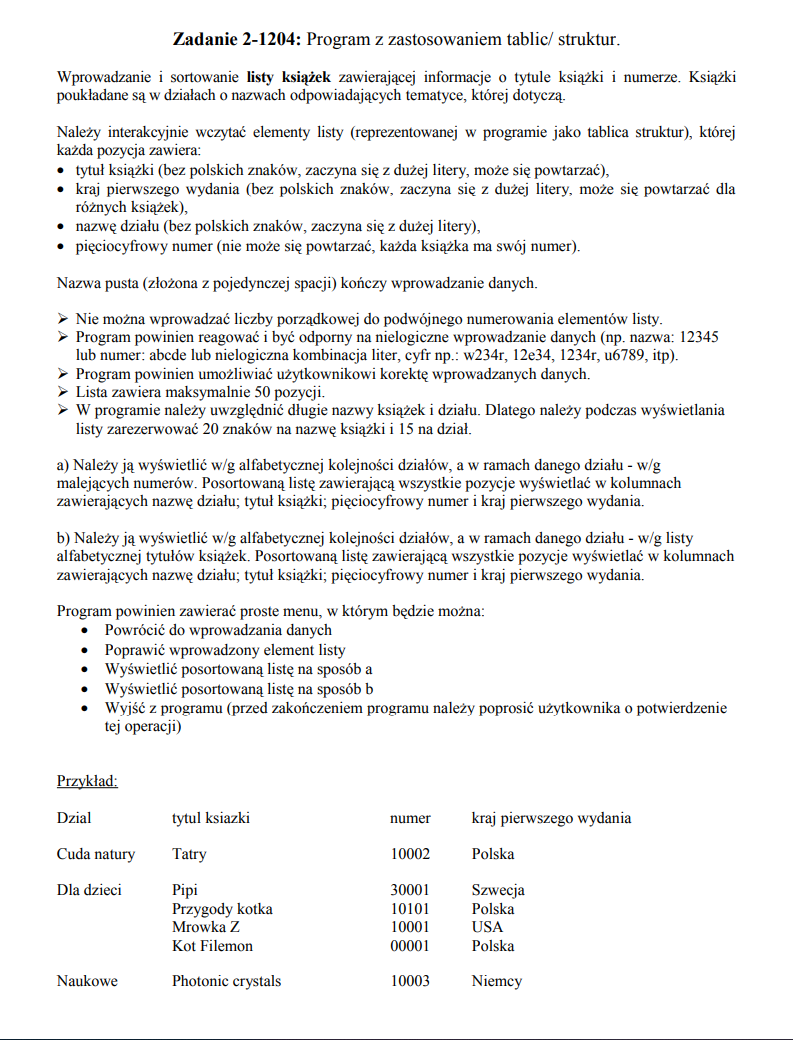 Zadanie 2-1204: Program z zastosowaniem tablic/ struktur.
Wprowadzanie i sortowanie listy książek zawierającej informacje o tytule książki i numerze. Książki
poukładane są w działach o nazwach odpowiadających tematyce, której dotyczą.
Należy interakcyjnie wczytać elementy listy (reprezentowanej w programie jako tablica struktur), której
każda pozycja zawiera:
• tytuł książki (bez polskich znaków, zaczyna się z dużej litery, może się powtarzać),
• kraj pierwszego wydania (bez polskich znaków, zaczyna się z dużej litery, może się powtarzać dla
różnych książek),
• nazwę działu (bez polskich znaków, zaczyna się z dużej litery),
• pięciocyfrowy numer (nie może się powtarzać, każda książka ma swój numer).
Nazwa pusta (złożona z pojedynczej spacji) kończy wprowadzanie danych.
➢ Nie można wprowadzać liczby porządkowej do podwójnego numerowania elementów listy.
➢ Program powinien reagować i być odporny na nielogiczne wprowadzanie danych (np. nazwa: 12345
lub numer: abcde lub nielogiczna kombinacja liter, cyfr np.: w234r, 12e34, 1234r, u6789, itp).
➢ Program powinien umożliwiać użytkownikowi korektę wprowadzanych danych.
➢ Lista zawiera maksymalnie 50 pozycji.
➢ W programie należy uwzględnić długie nazwy książek i działu. Dlatego należy podczas wyświetlania
listy zarezerwować 20 znaków na nazwę książki i 15 na dział.
a) Należy ją wyświetlić w/g alfabetycznej kolejności działów, a w ramach danego działu - w/g
malejących numerów. Posortowaną listę zawierającą wszystkie pozycje wyświetlać w kolumnach
zawierających nazwę działu; tytuł książki; pięciocyfrowy numer i kraj pierwszego wydania.
b) Należy ją wyświetlić w/g alfabetycznej kolejności działów, a w ramach danego działu - w/g listy
alfabetycznej tytułów książek. Posortowaną listę zawierającą wszystkie pozycje wyświetlać w kolumnach
zawierających nazwę działu; tytuł książki; pięciocyfrowy numer i kraj pierwszego wydania.
Program powinien zawierać proste menu, w którym będzie można:
• Powrócić do wprowadzania danych
• Poprawić wprowadzony element listy
• Wyświetlić posortowaną listę na sposób a
• Wyświetlić posortowaną listę na sposób b
• Wyjść z programu (przed zakończeniem programu należy poprosić użytkownika o potwierdzenie
tej operacji)
Przykład:
Dzial tytul ksiazki numer kraj pierwszego wydania
Cuda natury Tatry 10002 Polska
Dla dzieci Pipi 30001 Szwecja
Przygody kotka 10101 Polska
Mrowka Z 10001 USA
Kot Filemon 00001 Polska
Naukowe Photonic crystals 10003 Niemcy